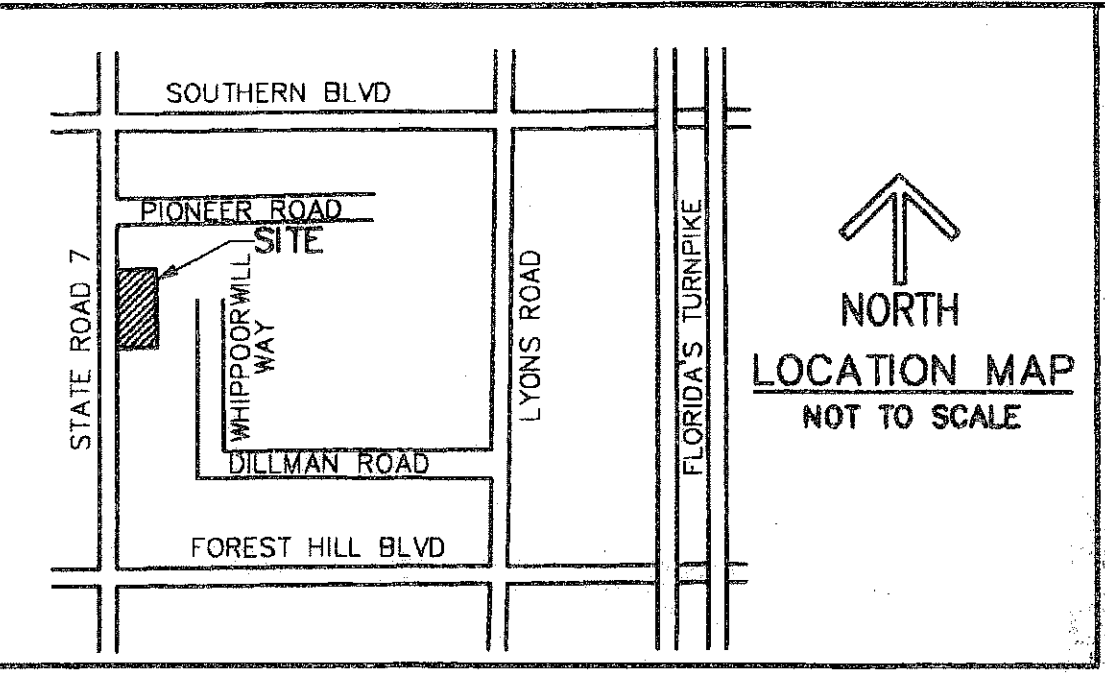 SOUTHERN BLVD
PIONEER ROAD
SITE
STATE ROAD 7
WHIPPOORWILL
WAY
LYONS ROAD
FLORIDA'S TURNPIKE
DILLMAN ROAD
FOREST HILL BLVD
NORTH
LOCATION MAP
NOT TO SCALE